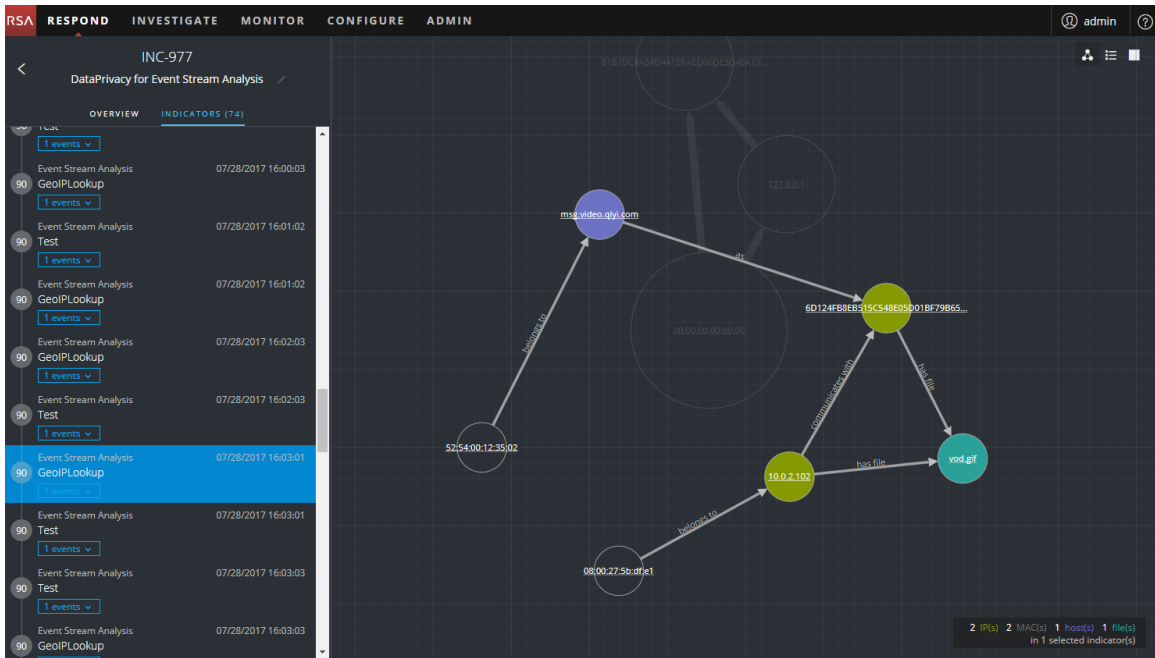 RSA RESPOND INVESTIGATE MONITOR CONFIGURE ADMIN admin ?
INC-977
DataPrivacy for Event Stream Analysis
OVERVIEW INDICATORS (74)
90 Test
1 events
Event Stream Analysis 07/28/2017 16:00:03
90 GeoIPLookup
1 events
Event Stream Analysis 07/28/2017 16:01:02
90 Test
1 events
Event Stream Analysis 07/28/2017 16:01:02
90 GeoIPLookup
1 events
Event Stream Analysis 07/28/2017 16:02:03
90 GeoIPLookup
1 events
Event Stream Analysis 07/28/2017 16:02:03
90 Test
1 events
Event Stream Analysis 07/28/2017 16:03:01
90 GeoIPLookup
1 events
Event Stream Analysis 07/28/2017 16:03:01
90 Test
1 events
Event Stream Analysis 07/28/2017 16:03:03
90 Test
1 events
Event Stream Analysis 07/28/2017 16:03:03
90 GeoIPLookup
127.0.0.1
msg.video.qiyi.com
as
6D124FB8EB515C548E05D01BF79B65...
belongs to
00:00:00:00:00:00
communicates with
has file
52:54:00:12:35:02
vod.gif
has file
10.0.2.102
belongs to
08:00:27:5b:df:e1
2 IP(s) 2 MAC(s) 1 host(s) 1 file(s)
in 1 selected indicator(s)